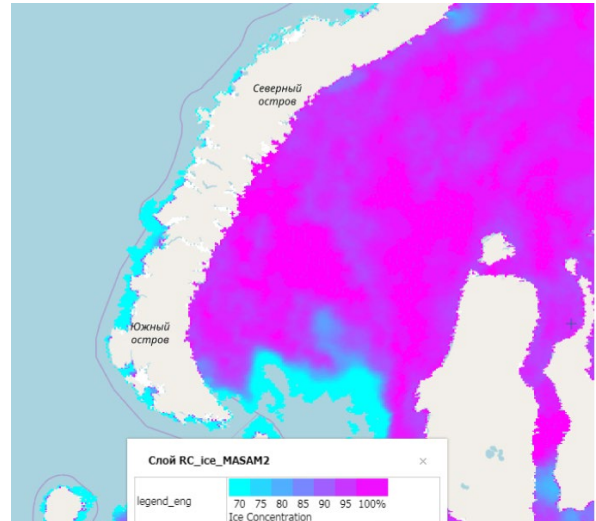 Северный
остров
Южный
остров
Слой RC_ice_MASAM2
×
legend_eng
70 75 80 85 90 95 100%
Ice Concentration